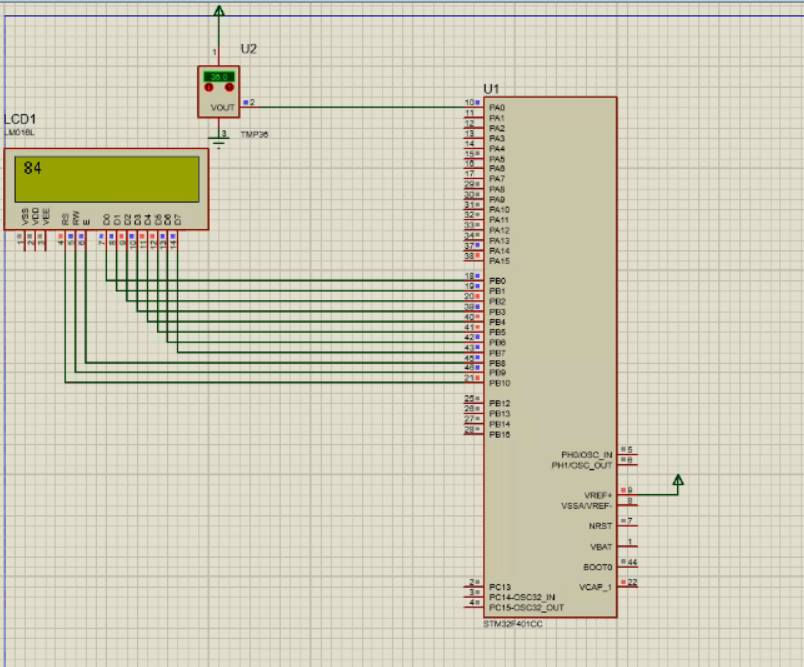 1
U2
36.0
VOUT
2
3
TMP36
LCD1
LM016L
84
VSS
VDD
VEE
RS
RW
E
D0
D1
D2
D3
D4
D5
D6
D7
1
2
3
4
5
6
7
8
9
10
11
12
13
14
U1
10 PA0
11 PA1
12 PA2
13 PA3
14 PA4
15 PA5
16 PA6
17 PA7
29 PA8
30 PA9
31 PA10
32 PA11
33 PA12
34 PA13
37 PA14
38 PA15
18 PB0
19 PB1
20 PB2
39 PB3
40 PB4
41 PB5
42 PB6
43 PB7
45 PB8
46 PB9
21 PB10
25 PB12
26 PB13
27 PB14
28 PB15
PH0/OSC_IN 5
PH1/OSC_OUT 6
VREF+ 9
VSSA/VREF- 8
NRST 7
VBAT 1
BOOT0 44
2 PC13 VCAP_1 22
3 PC14-OSC32_IN
4 PC15-OSC32_OUT
STM32F401CC